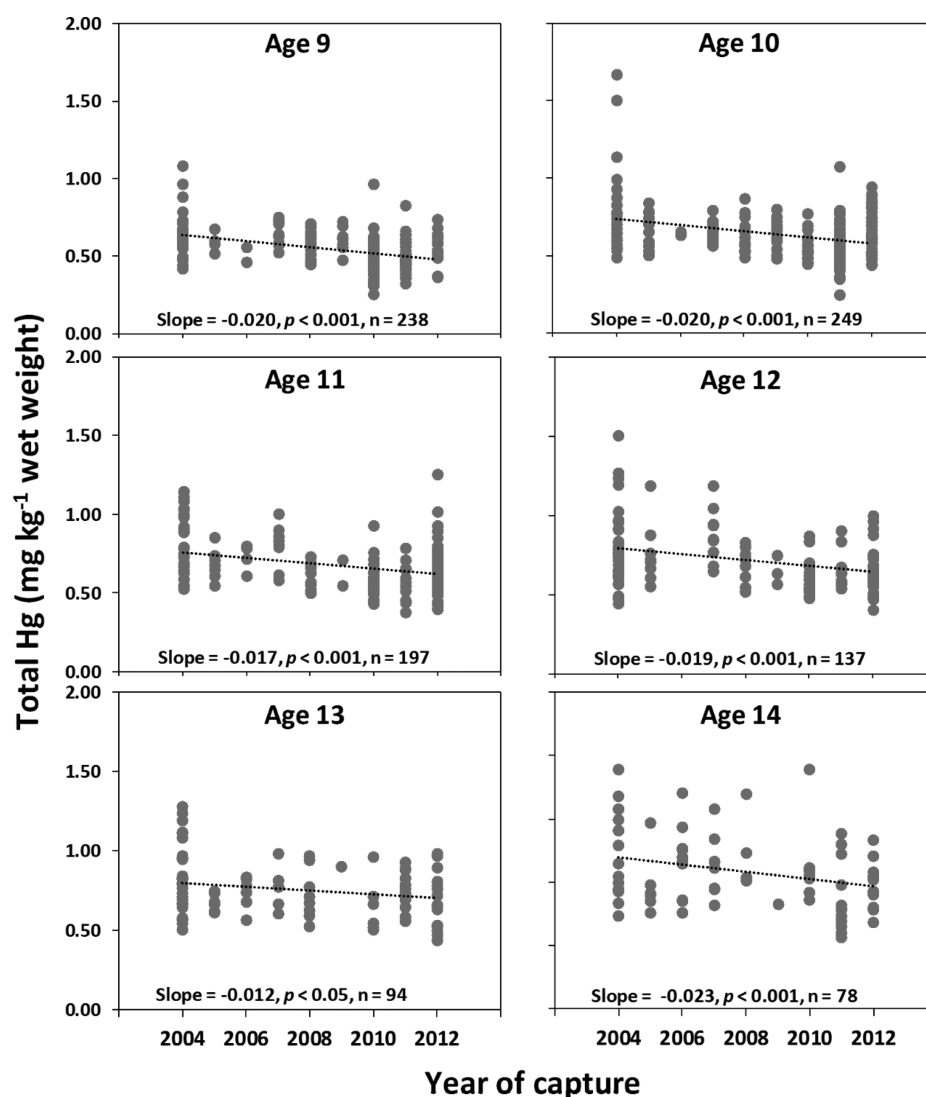 Total Hg (mg kg⁻¹ wet weight)
2.00
1.50
1.00
0.50
0.00
Age 9
Slope = -0.020, p < 0.001, n = 238
Age 10
Slope = -0.020, p < 0.001, n = 249
2.00
1.50
1.00
0.50
0.00
Age 11
Slope = -0.017, p < 0.001, n = 197
Age 12
Slope = -0.019, p < 0.001, n = 137
2.00
1.50
1.00
0.50
0.00
Age 13
Slope = -0.012, p < 0.05, n = 94
Age 14
Slope = -0.023, p < 0.001, n = 78
2004 2006 2008 2010 2012
2004 2006 2008 2010 2012
Year of capture